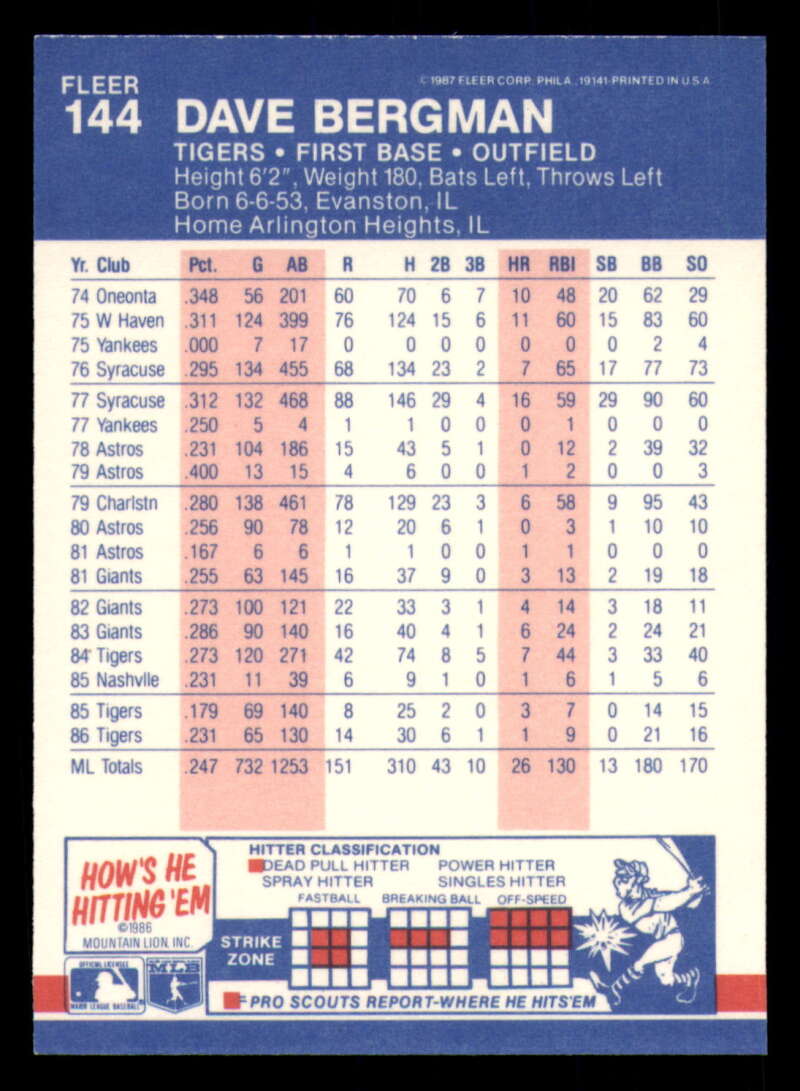 FLEER
© 1987 FLEER CORP. PHILA., 19141-PRINTED IN U.S.A.
144 DAVE BERGMAN
TIGERS • FIRST BASE • OUTFIELD
Height 6'2", Weight 180, Bats Left, Throws Left
Born 6-6-53, Evanston, IL
Home Arlington Heights, IL
Yr. Club Pct. G AB R H 2B 3B HR RBI SB BB SO
74 Oneonta .348 56 201 60 70 6 7 10 48 20 62 29
75 W Haven .311 124 399 76 124 15 6 11 60 15 83 60
75 Yankees .000 7 17 0 0 0 0 0 0 0 2 4
76 Syracuse .295 134 455 68 134 23 2 7 65 17 77 73
77 Syracuse .312 132 468 88 146 29 4 16 59 29 90 60
77 Yankees .250 5 4 1 1 0 0 0 1 0 0 0
78 Astros .231 104 186 15 43 5 1 0 12 2 39 32
79 Astros .400 13 15 4 6 0 0 1 2 0 0 3
79 Charlstn .280 138 461 78 129 23 3 6 58 9 95 43
80 Astros .256 90 78 12 20 6 1 0 3 1 10 10
81 Astros .167 6 6 1 1 0 0 1 1 0 0 0
81 Giants .255 63 145 16 37 9 0 3 13 2 19 18
82 Giants .273 100 121 22 33 3 1 4 14 3 18 11
83 Giants .286 90 140 16 40 4 1 6 24 2 24 21
84 Tigers .273 120 271 42 74 8 5 7 44 3 33 40
85 Nashvlle .231 11 39 6 9 1 0 1 6 1 5 6
85 Tigers .179 69 140 8 25 2 0 3 7 0 14 15
86 Tigers .231 65 130 14 30 6 1 1 9 0 21 16
ML Totals .247 732 1253 151 310 43 10 26 130 13 180 170
HOW'S HE
HITTING 'EM
©1986
MOUNTAIN LION, INC.
HITTER CLASSIFICATION
DEAD PULL HITTER POWER HITTER
SPRAY HITTER SINGLES HITTER
FASTBALL BREAKING BALL OFF-SPEED
STRIKE
ZONE
OFFICIAL LICENSEE
MAJOR LEAGUE BASEBALL
MLB
=PRO SCOUTS REPORT-WHERE HE HITS'EM